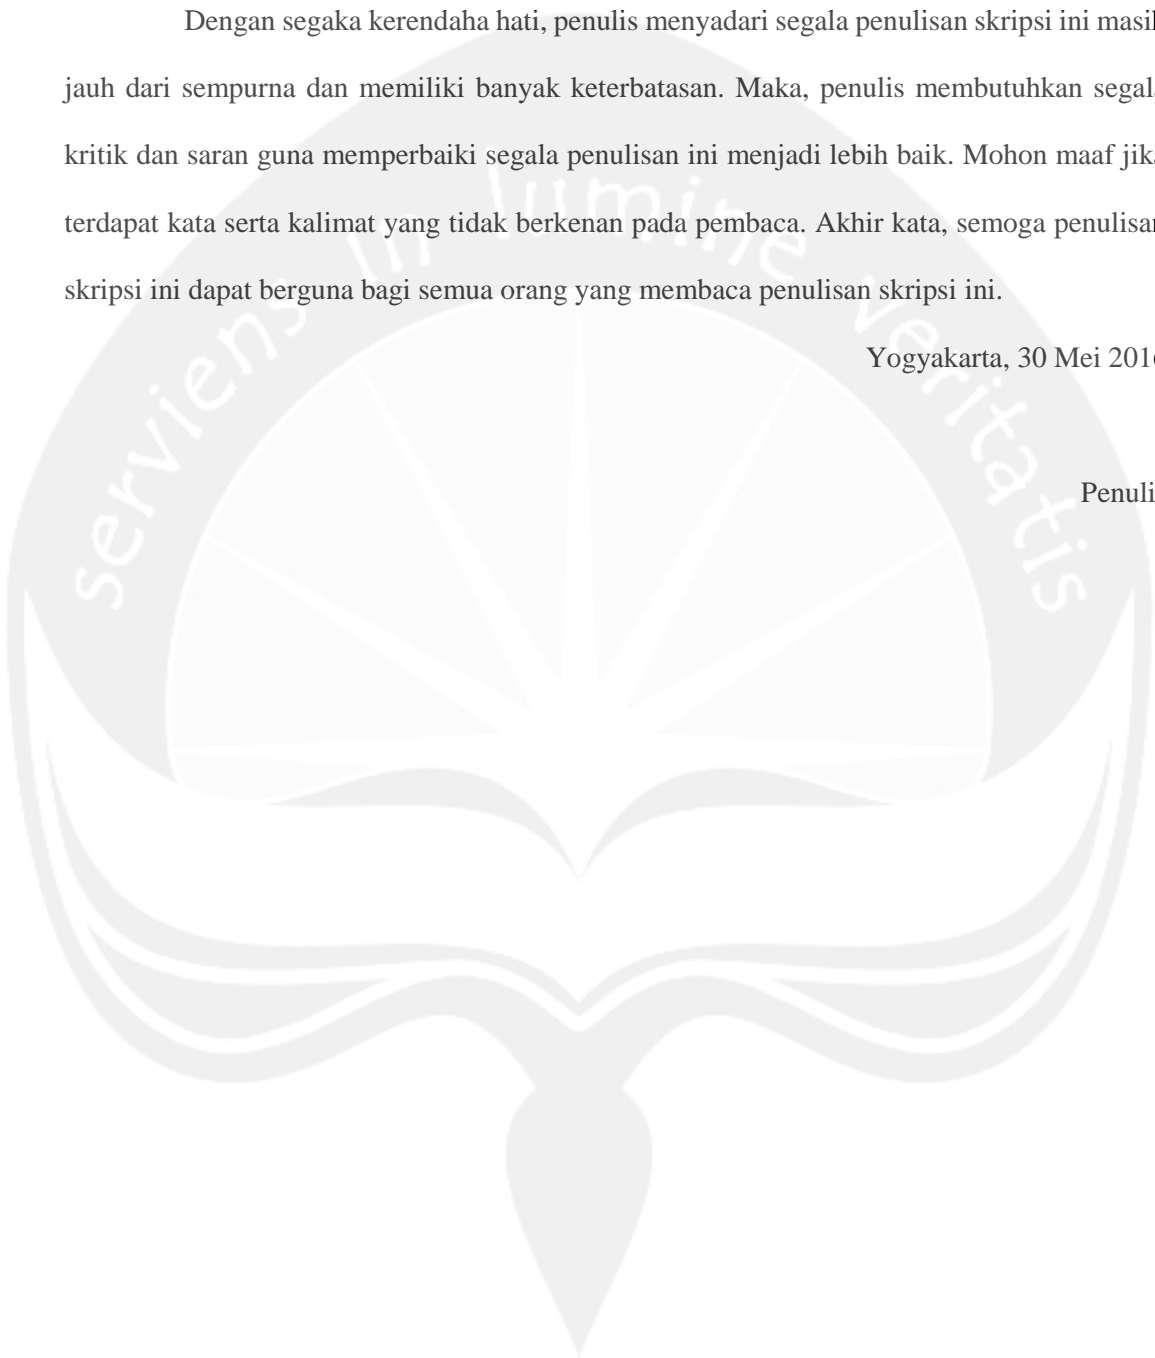 Dengan segaka kerendaha hati, penulis menyadari segala penulisan skripsi ini masih
jauh dari sempurna dan memiliki banyak keterbatasan. Maka, penulis membutuhkan segala
kritik dan saran guna memperbaiki segala penulisan ini menjadi lebih baik. Mohon maaf jika
terdapat kata serta kalimat yang tidak berkenan pada pembaca. Akhir kata, semoga penulisan
skripsi ini dapat berguna bagi semua orang yang membaca penulisan skripsi ini.
Yogyakarta, 30 Mei 2016
Penulis
serviens in lumine veritatis